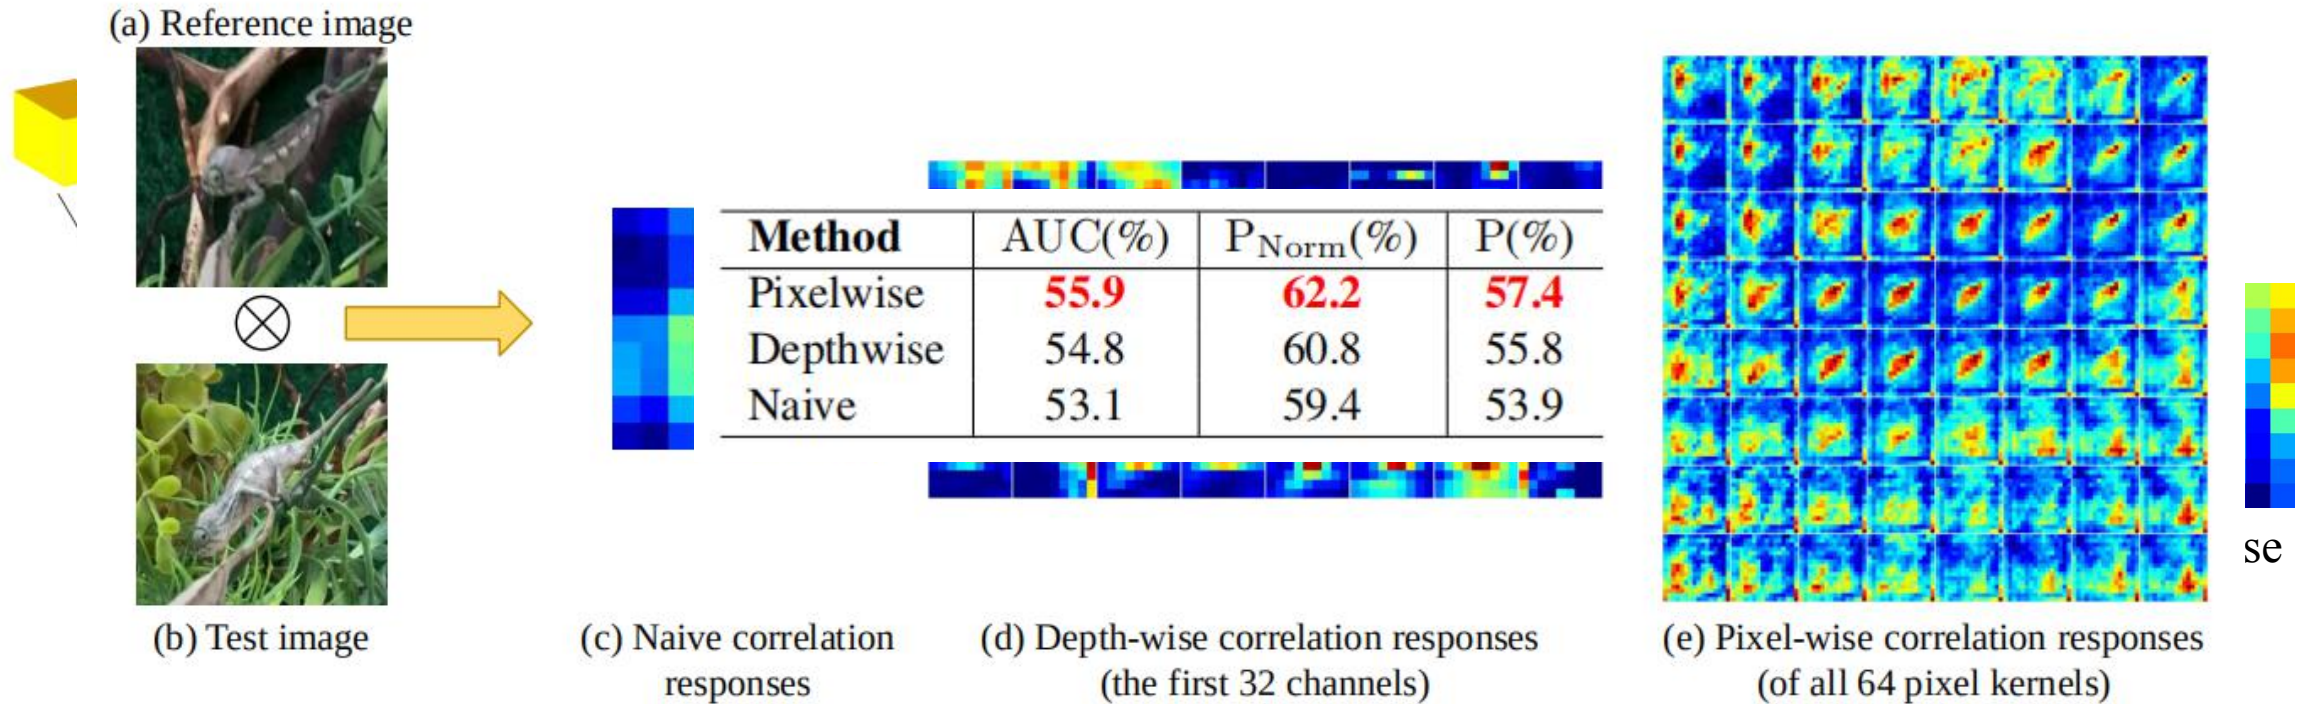 (a) Reference image
Method AUC(%) P_Norm(%) P(%)
Pixelwise 55.9 62.2 57.4
Depthwise 54.8 60.8 55.8
Naive 53.1 59.4 53.9
se
(b) Test image
(c) Naive correlation
responses
(d) Depth-wise correlation responses
(the first 32 channels)
(e) Pixel-wise correlation responses
(of all 64 pixel kernels)